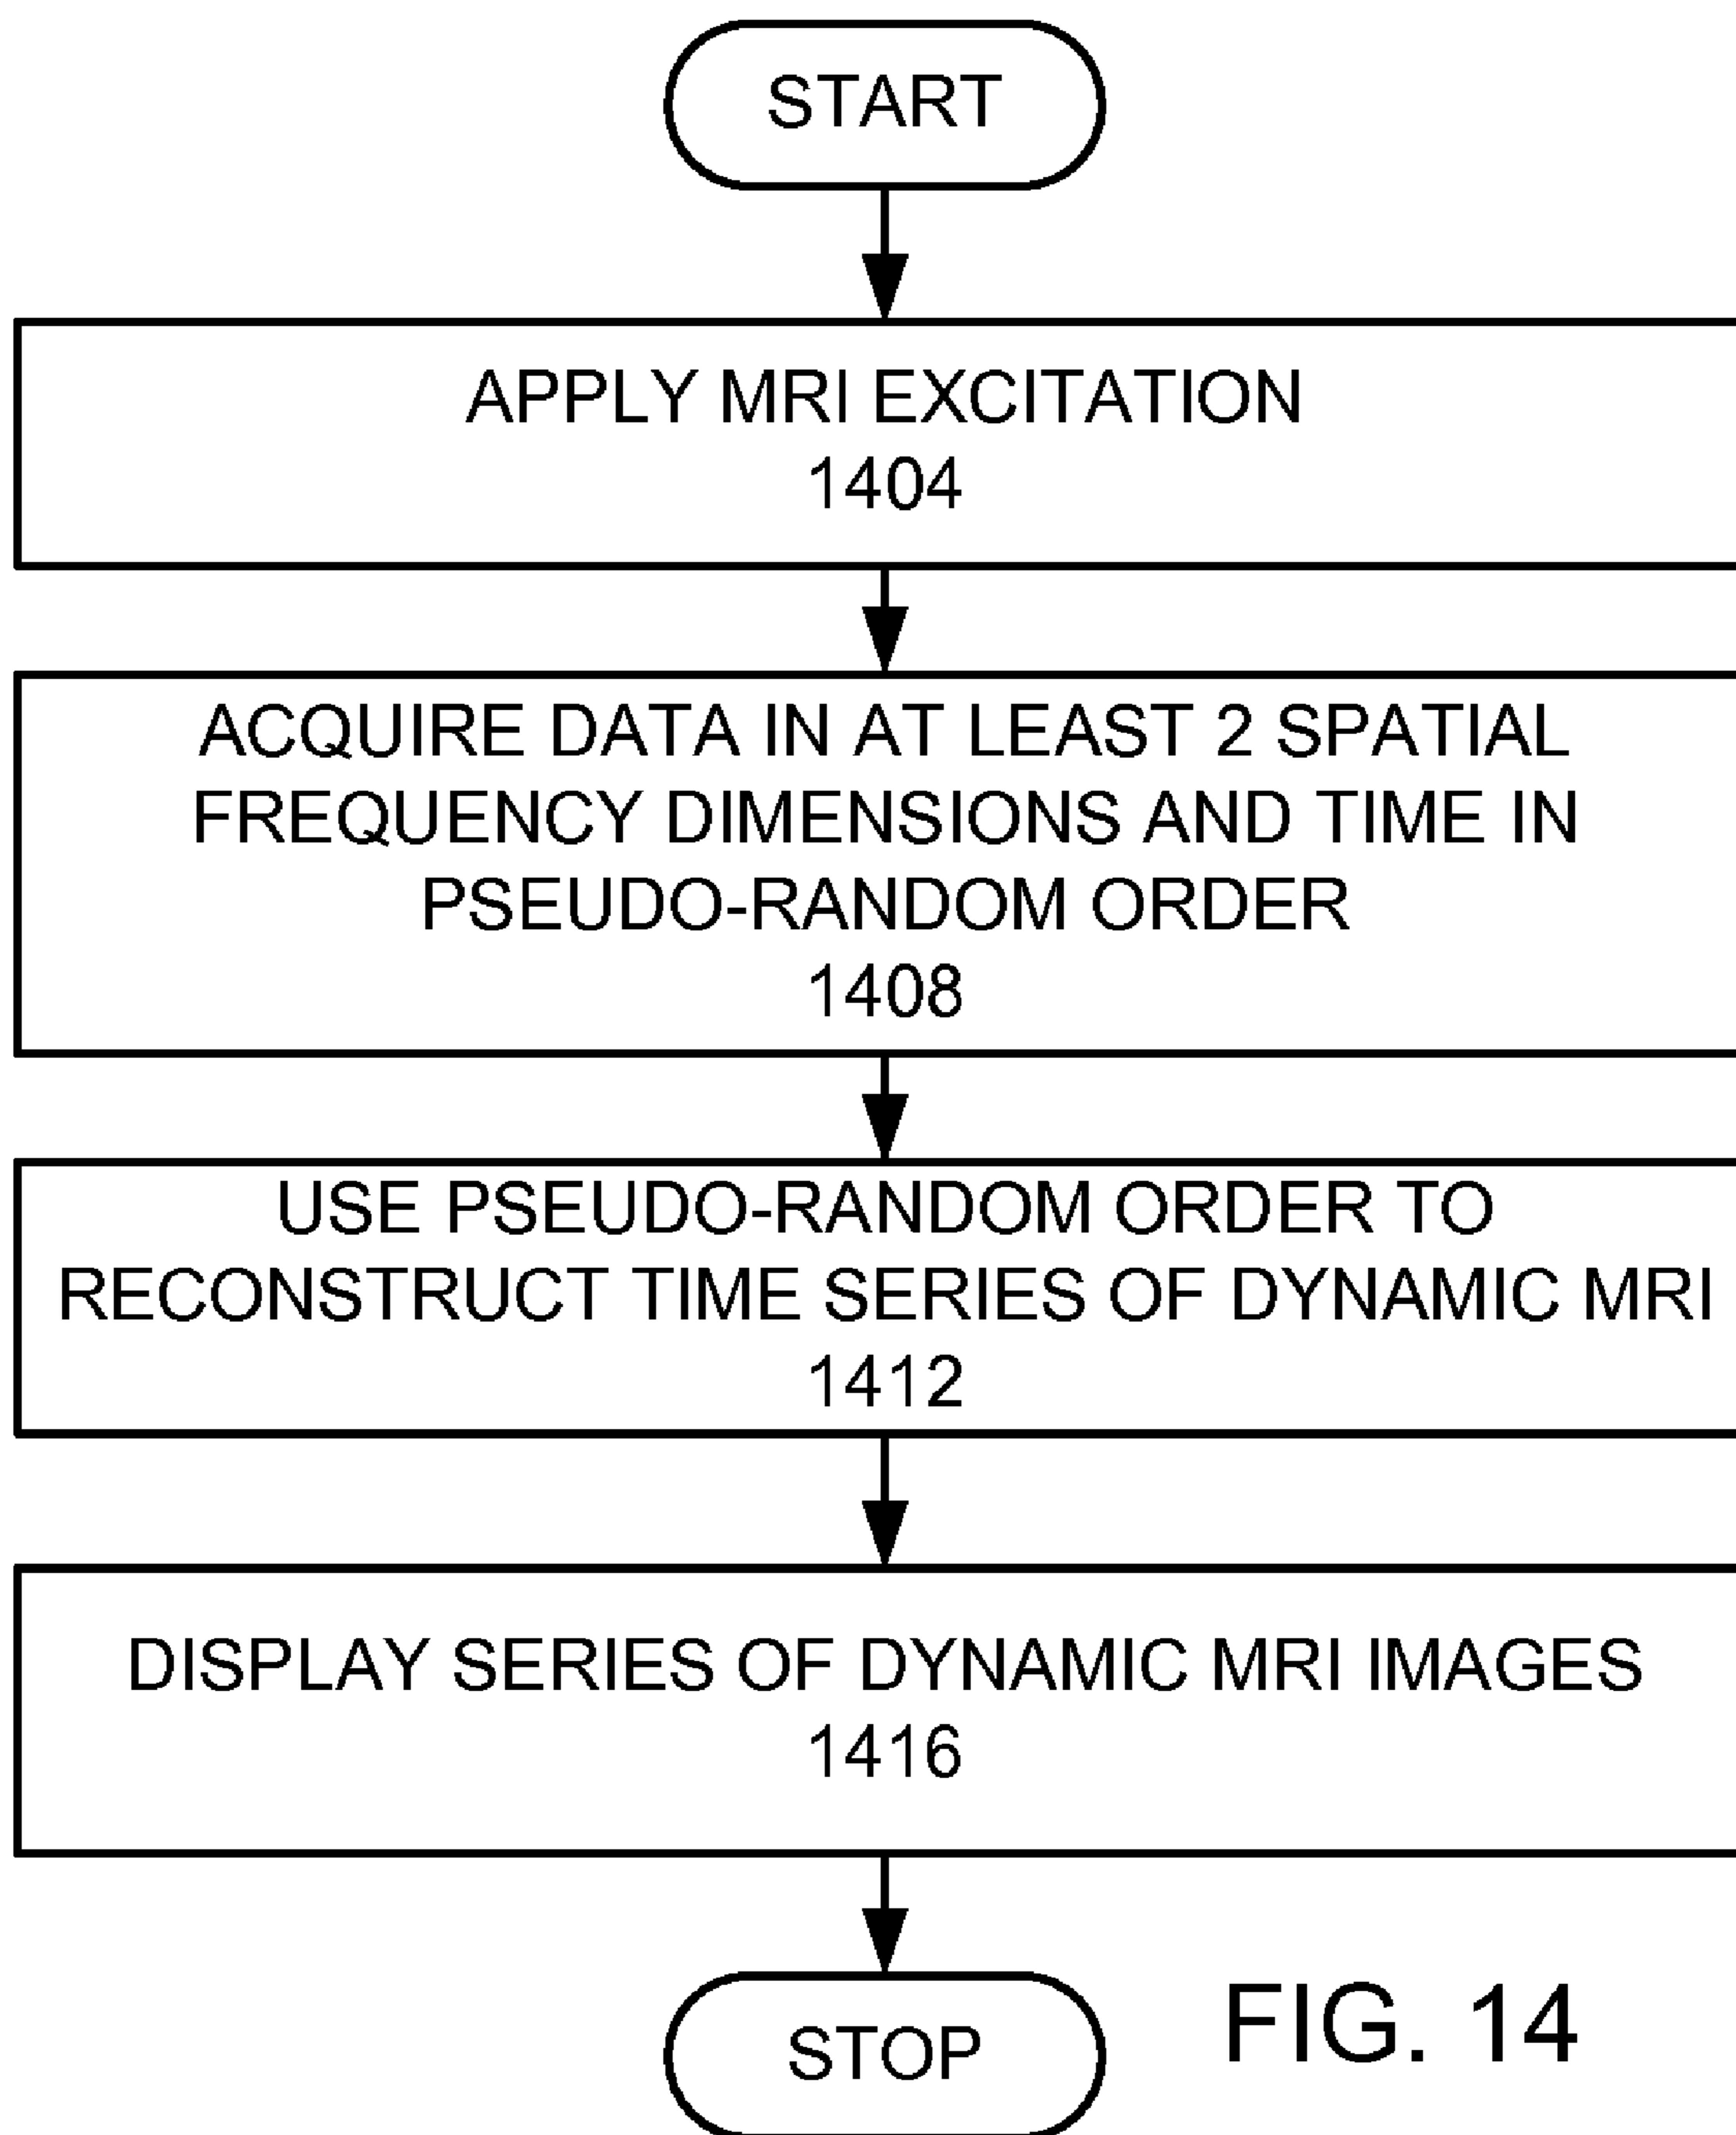 START
APPLY MRI EXCITATION
1404
ACQUIRE DATA IN AT LEAST 2 SPATIAL
FREQUENCY DIMENSIONS AND TIME IN
PSEUDO-RANDOM ORDER
1408
USE PSEUDO-RANDOM ORDER TO
RECONSTRUCT TIME SERIES OF DYNAMIC MRI
1412
DISPLAY SERIES OF DYNAMIC MRI IMAGES
1416
STOP
FIG. 14